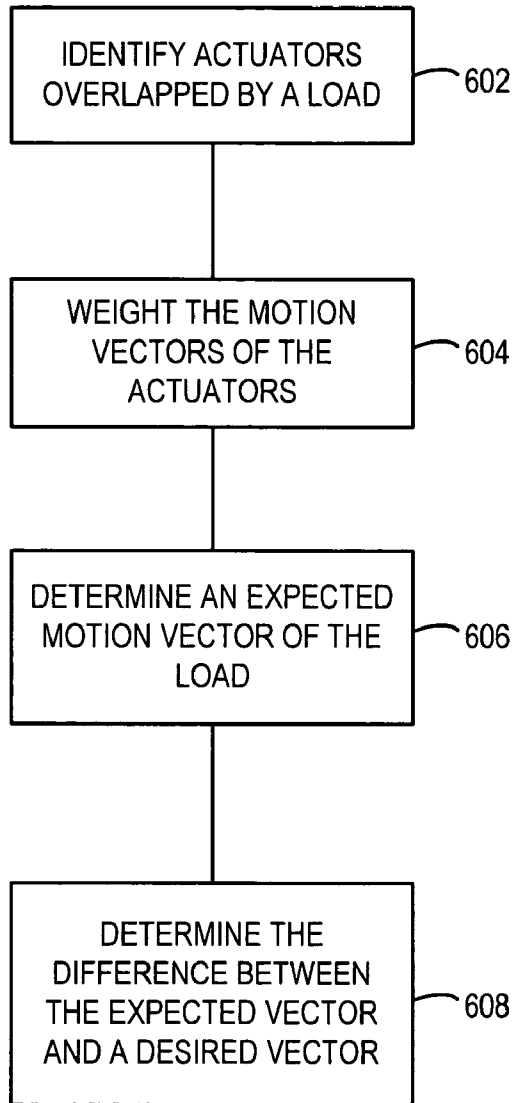 IDENTIFY ACTUATORS
OVERLAPPED BY A LOAD
602
WEIGHT THE MOTION
VECTORS OF THE
ACTUATORS
604
DETERMINE AN EXPECTED
MOTION VECTOR OF THE
LOAD
606
DETERMINE THE
DIFFERENCE BETWEEN
THE EXPECTED VECTOR
AND A DESIRED VECTOR
608